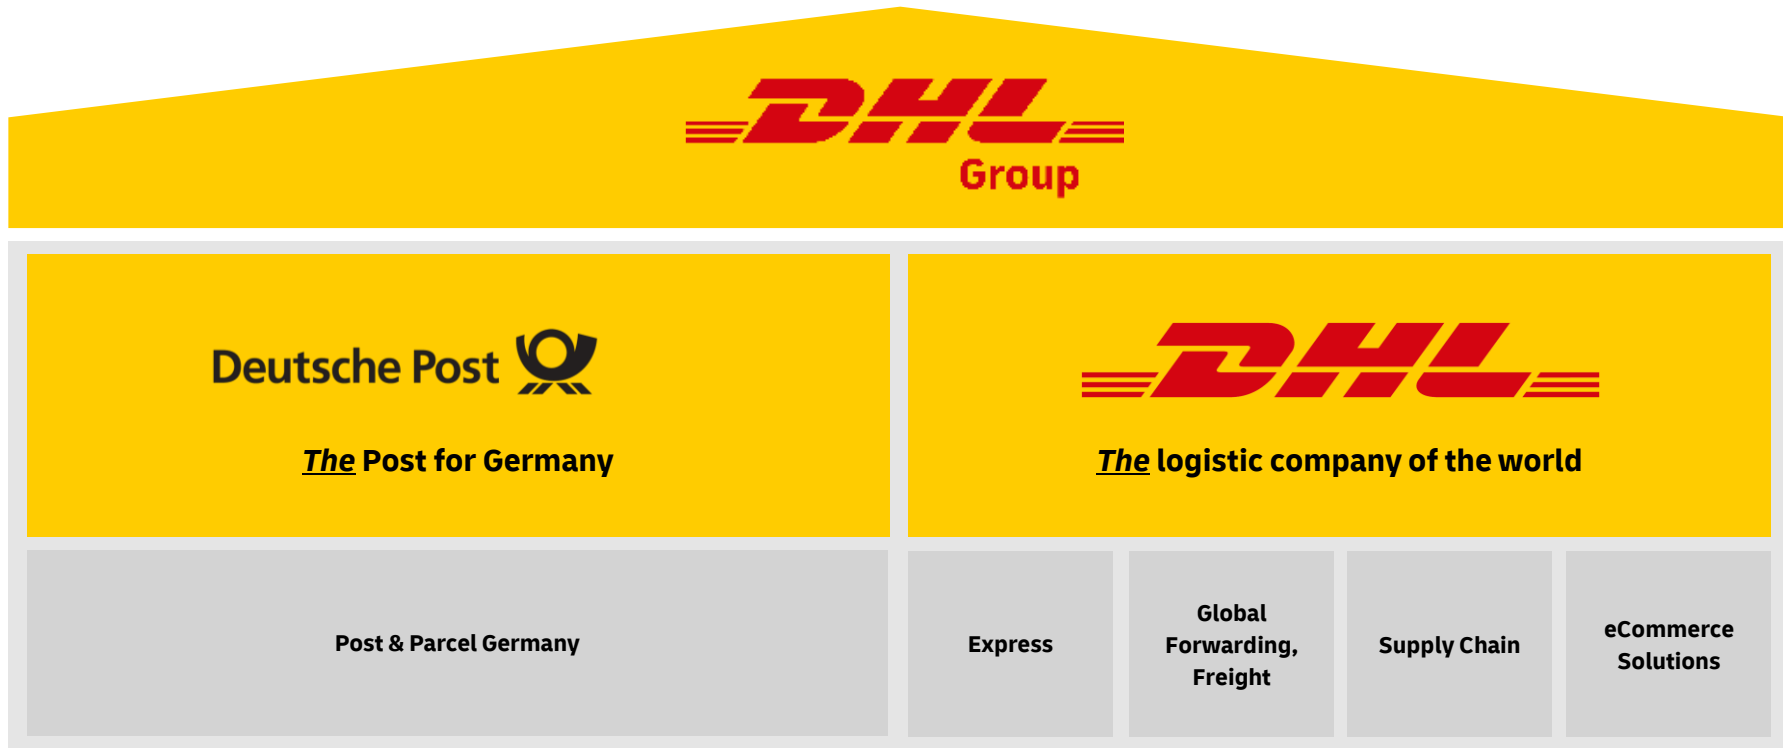 DHL
Group
Deutsche Post
The Post for Germany
DHL
The logistic company of the world
Post & Parcel Germany
Express
Global
Forwarding,
Freight
Supply Chain
eCommerce
Solutions